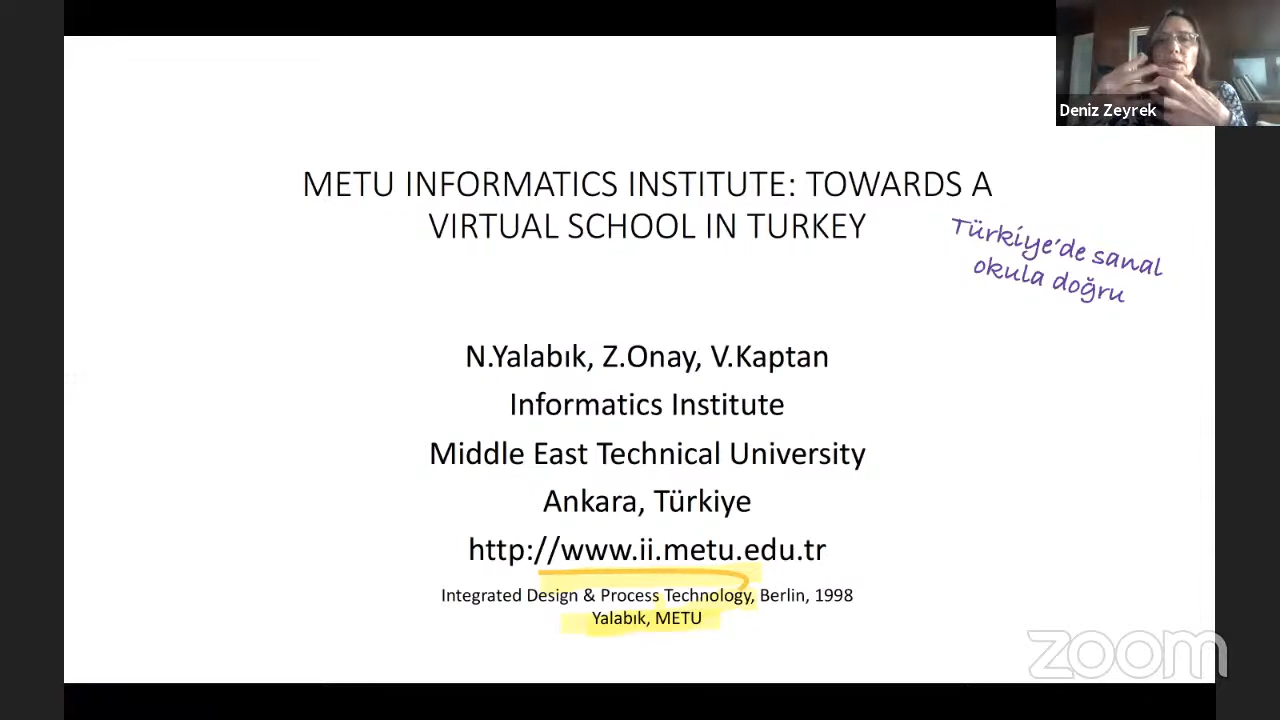 Deniz Zeyrek
METU INFORMATICS INSTITUTE: TOWARDS A
VIRTUAL SCHOOL IN TURKEY
Türkiye'de sanal
okula doğru
N.Yalabık, Z.Onay, V.Kaptan
Informatics Institute
Middle East Technical University
Ankara, Türkiye
http://www.ii.metu.edu.tr
Integrated Design & Process Technology, Berlin, 1998
Yalabık, METU
zoom